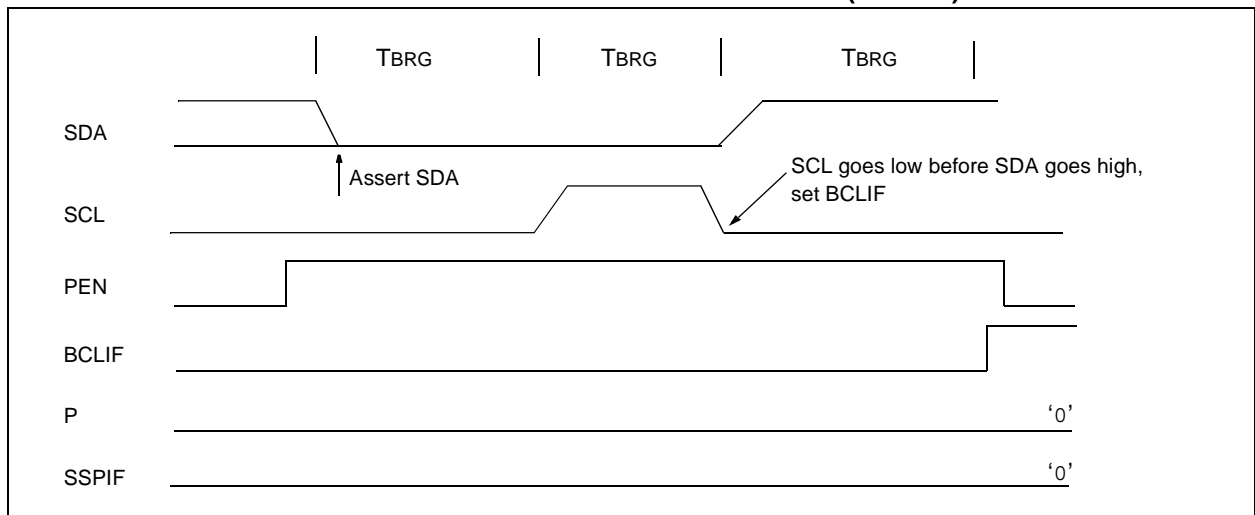 TBRG TBRG TBRG
SDA
Assert SDA
SCL goes low before SDA goes high,
set BCLIF
SCL
PEN
BCLIF
P '0'
SSPIF '0'